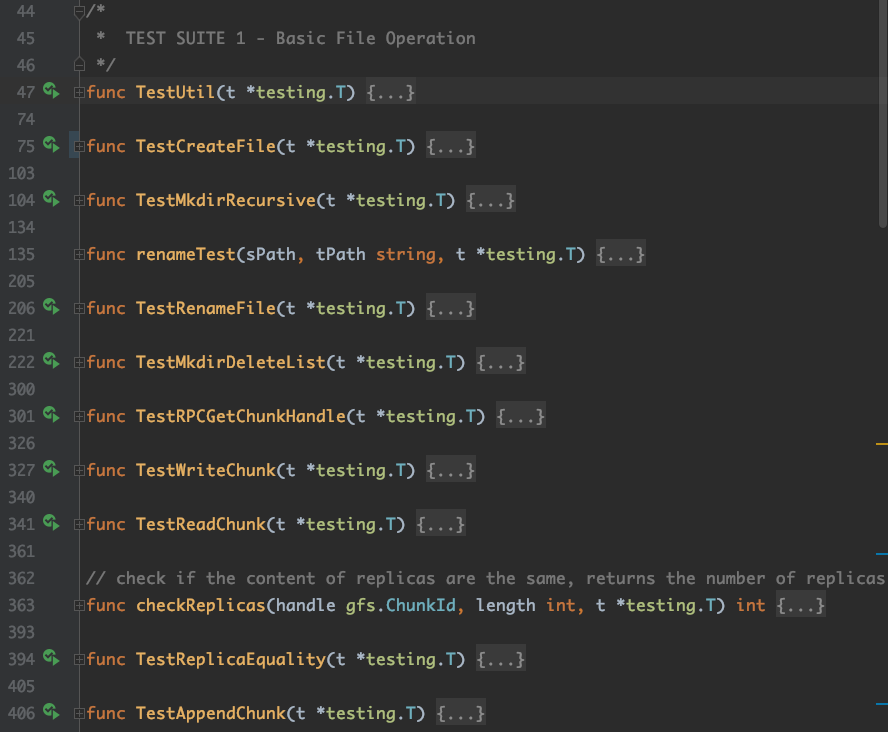 44 /*
45 *  TEST SUITE 1 - Basic File Operation
46 */
47 func TestUtil(t *testing.T) {...}
74
75 func TestCreateFile(t *testing.T) {...}
103
104 func TestMkdirRecursive(t *testing.T) {...}
134
135 func renameTest(sPath, tPath string, t *testing.T) {...}
205
206 func TestRenameFile(t *testing.T) {...}
221
222 func TestMkdirDeleteList(t *testing.T) {...}
300
301 func TestRPCGetChunkHandle(t *testing.T) {...}
326
327 func TestWriteChunk(t *testing.T) {...}
340
341 func TestReadChunk(t *testing.T) {...}
361
362 // check if the content of replicas are the same, returns the number of replicas
363 func checkReplicas(handle gfs.ChunkId, length int, t *testing.T) int {...}
393
394 func TestReplicaEquality(t *testing.T) {...}
405
406 func TestAppendChunk(t *testing.T) {...}